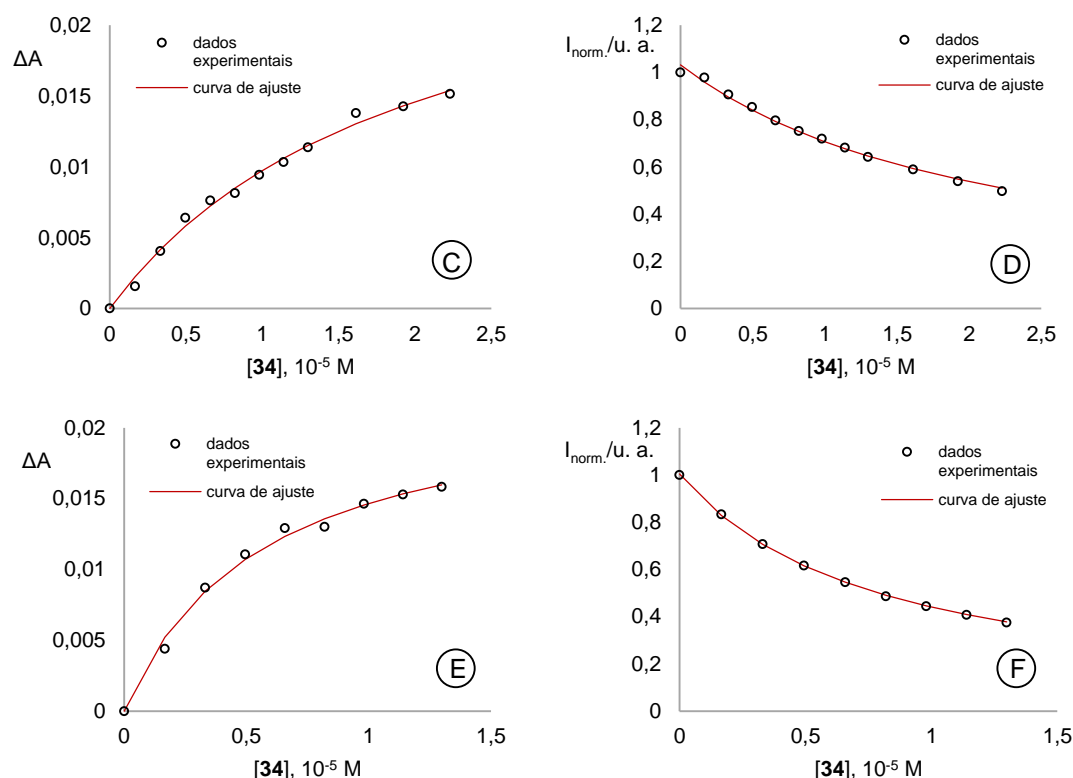 0,02
0,015
0,01
0,005
0
ΔA
dados
experimentais
curva de ajuste
C
0
0,5
1
1,5
2
2,5
[34], 10-5 M
1,2
1
0,8
0,6
0,4
0,2
0
Inorm./u. a.
dados
experimentais
curva de ajuste
D
0
0,5
1
1,5
2
2,5
[34], 10-5 M
0,02
0,015
0,01
0,005
0
ΔA
dados
experimentais
curva de ajuste
E
0
0,5
1
1,5
[34], 10-5 M
1,2
1
0,8
0,6
0,4
0,2
0
Inorm./u. a.
dados
experimentais
curva de ajuste
F
0
0,5
1
1,5
[34], 10-5 M